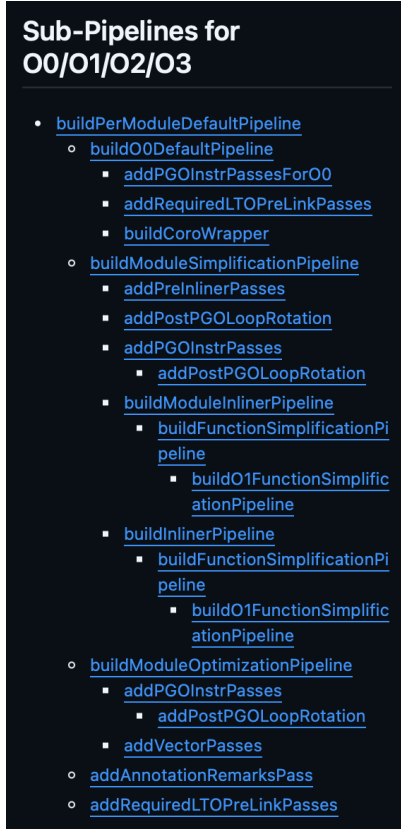 Sub-Pipelines for
O0/O1/O2/O3
buildPerModuleDefaultPipeline
buildO0DefaultPipeline
addPGOInstrPassesForO0
addRequiredLTOPreLinkPasses
buildCoroWrapper
buildModuleSimplificationPipeline
addPreInlinerPasses
addPostPGOLoopRotation
addPGOInstrPasses
addPostPGOLoopRotation
buildModuleInlinerPipeline
buildFunctionSimplificationPi
peline
buildO1FunctionSimplific
ationPipeline
buildInlinerPipeline
buildFunctionSimplificationPi
peline
buildO1FunctionSimplific
ationPipeline
buildModuleOptimizationPipeline
addPGOInstrPasses
addPostPGOLoopRotation
addVectorPasses
addAnnotationRemarksPass
addRequiredLTOPreLinkPasses